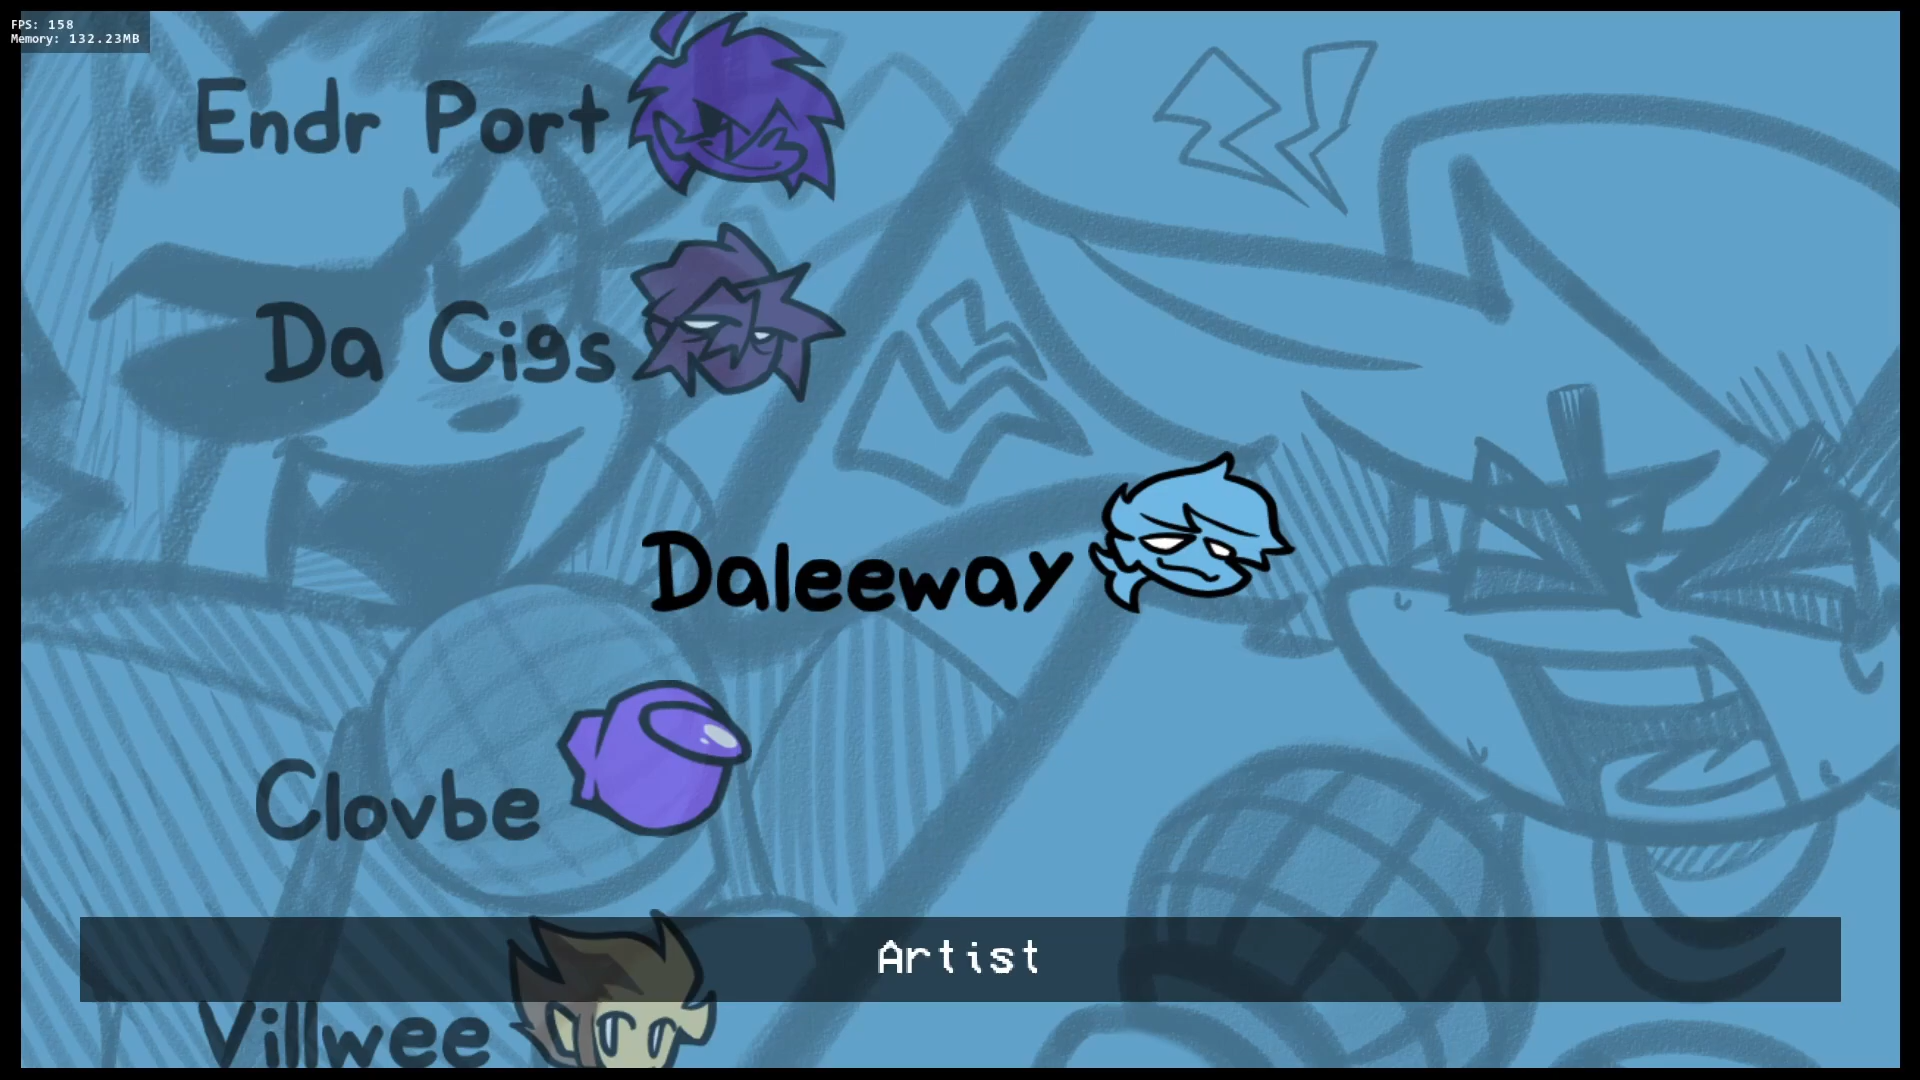 FPS: 158
Memory: 132.23MB
Endr Port
Da Cigs
Daleeway
Clovbe
Artist
Villwee